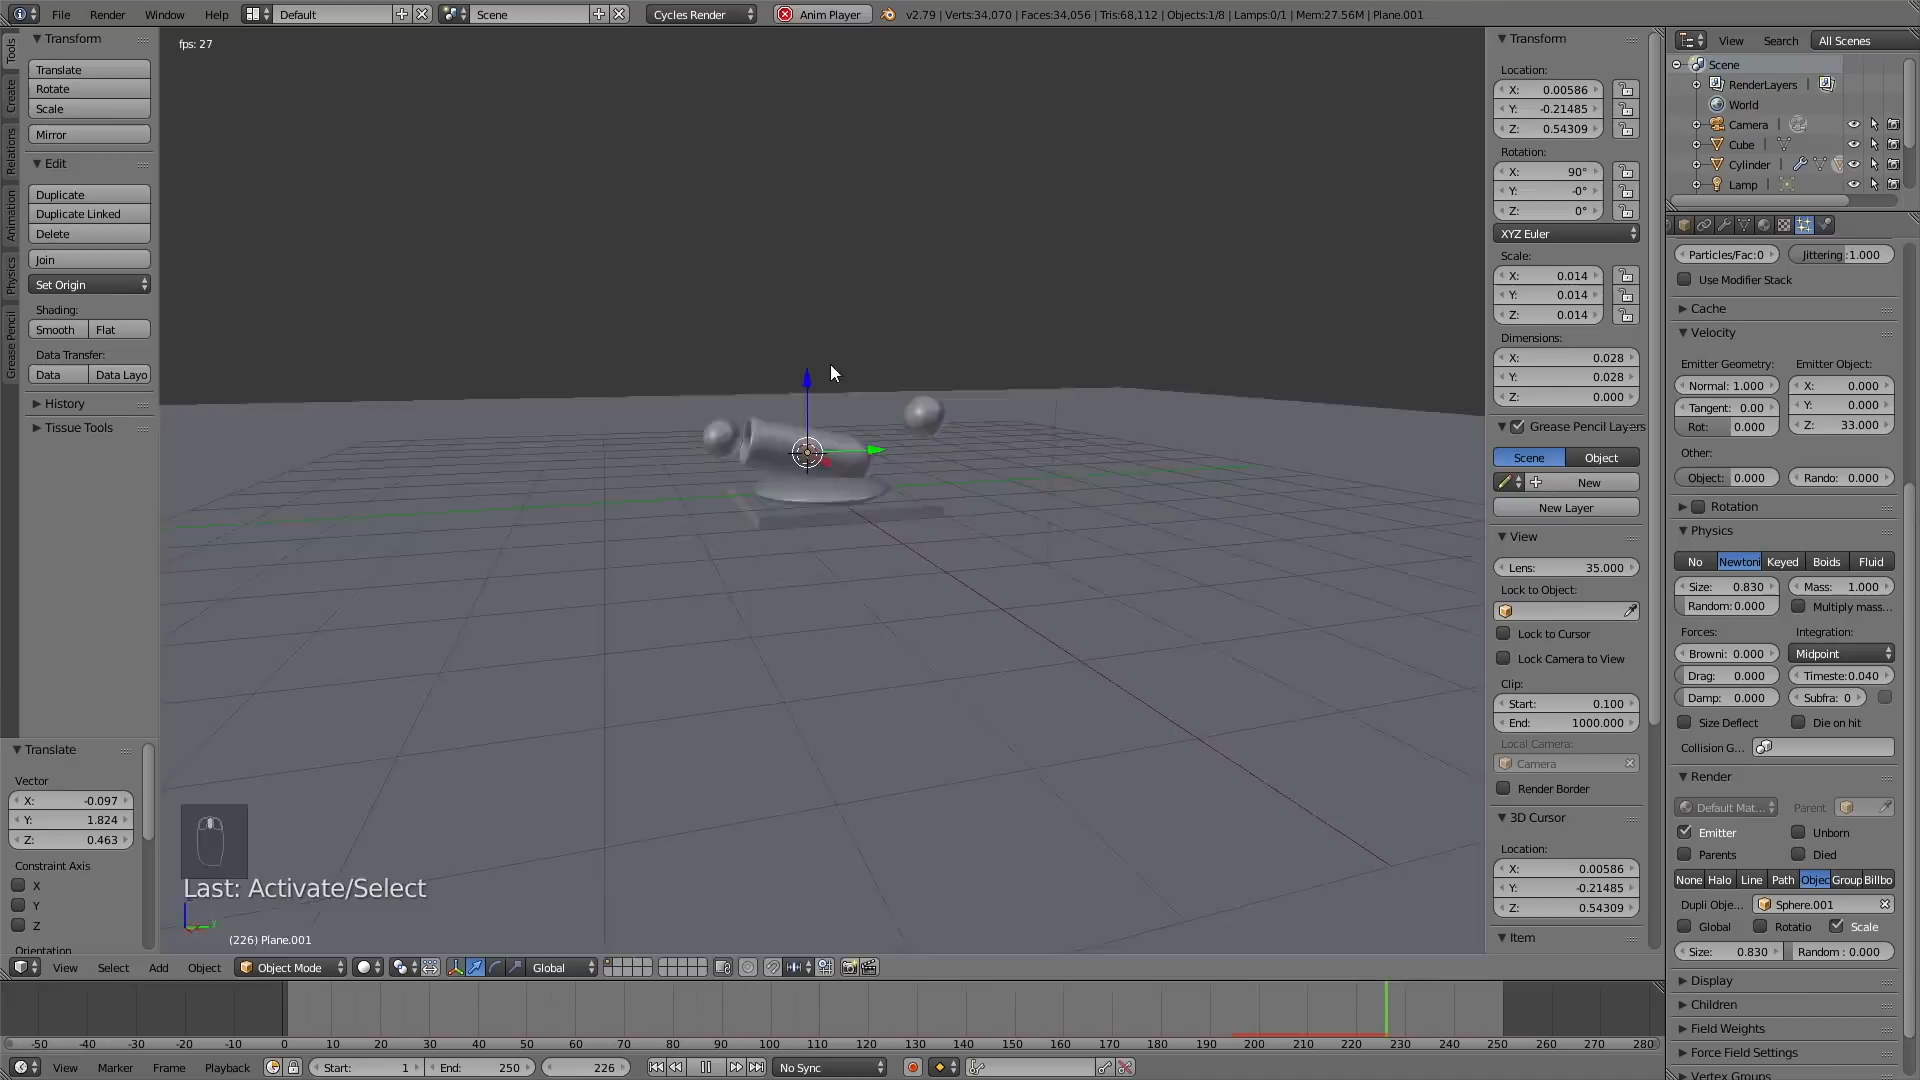 File Render Window Help Default Scene Cycles Render Anim Player v2.79 | Verts:34,070 | Faces:34,056 | Tris:68,112 | Objects:1/8 | Lamps:0/1 | Mem:27.56M | Plane.001
Tools
Create
Relations
Animation
Physics
Grease Pencil
Transform
Translate
Rotate
Scale
Mirror
Edit
Duplicate
Duplicate Linked
Delete
Join
Set Origin
Shading:
Smooth Flat
Data Transfer:
Data Data Layo
History
Tissue Tools
Translate
Vector
X: -0.097
Y: 1.824
Z: 0.463
Constraint Axis
X
Y
Z
Orientation
fps: 27
Last: Activate/Select
(226) Plane.001
Transform
Location:
X: 0.00586
Y: -0.21485
Z: 0.54309
Rotation:
X: 90°
Y: -0°
Z: 0°
XYZ Euler
Scale:
X: 0.014
Y: 0.014
Z: 0.014
Dimensions:
X: 0.028
Y: 0.028
Z: 0.000
Grease Pencil Layers
Scene Object
New
New Layer
View
Lens: 35.000
Lock to Object:
Lock to Cursor
Lock Camera to View
Clip:
Start: 0.100
End: 1000.000
Local Camera:
Camera
Render Border
3D Cursor
Location:
X: 0.00586
Y: -0.21485
Z: 0.54309
Item
View Search All Scenes
Scene
RenderLayers
World
Camera
Cube
Cylinder
Lamp
Particles/Fac:0 Jittering:1.000
Use Modifier Stack
Cache
Velocity
Emitter Geometry: Emitter Object:
Normal: 1.000 X: 0.000
Tangent: 0.00 Y: 0.000
Rot: 0.000 Z: 33.000
Other:
Object: 0.000 Rando: 0.000
Rotation
Physics
No Newtoni Keyed Boids Fluid
Size: 0.830 Mass: 1.000
Random:0.000 Multiply mass...
Forces: Integration:
Browni: 0.000 Midpoint
Drag: 0.000 Timeste:0.040
Damp: 0.000 Subfra: 0
Size Deflect Die on hit
Collision G...
Render
Default Mat... Parent
Emitter Unborn
Parents Died
None Halo Line Path Objec Group Billbo
Dupli Obje... Sphere.001
Global Rotatio Scale
Size: 0.830 Random : 0.000
Display
Children
Field Weights
Force Field Settings
Vertex Groups
View Select Add Object Object Mode Global
-50 -40 -30 -20 -10 0 10 20 30 40 50 60 70 80 90 100 110 120 130 140 150 160 170 180 190 200 210 220 230 240 250 260 270 280
View Marker Frame Playback Start: 1 End: 250 226 No Sync